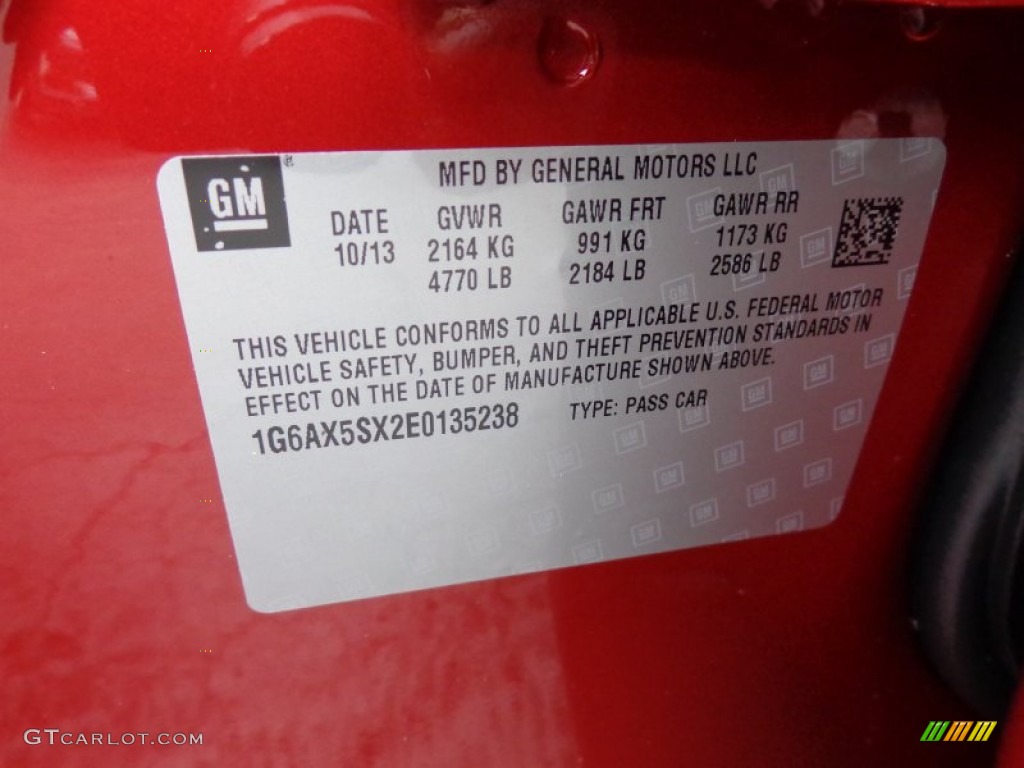 GM
MFD BY GENERAL MOTORS LLC
DATE GVWR GAWR FRT GAWR RR
10/13 2164 KG 991 KG 1173 KG
4770 LB 2184 LB 2586 LB
THIS VEHICLE CONFORMS TO ALL APPLICABLE U.S. FEDERAL MOTOR
VEHICLE SAFETY, BUMPER, AND THEFT PREVENTION STANDARDS IN
EFFECT ON THE DATE OF MANUFACTURE SHOWN ABOVE.
1G6AX5SX2E0135238 TYPE: PASS CAR
GTCARLOT.COM